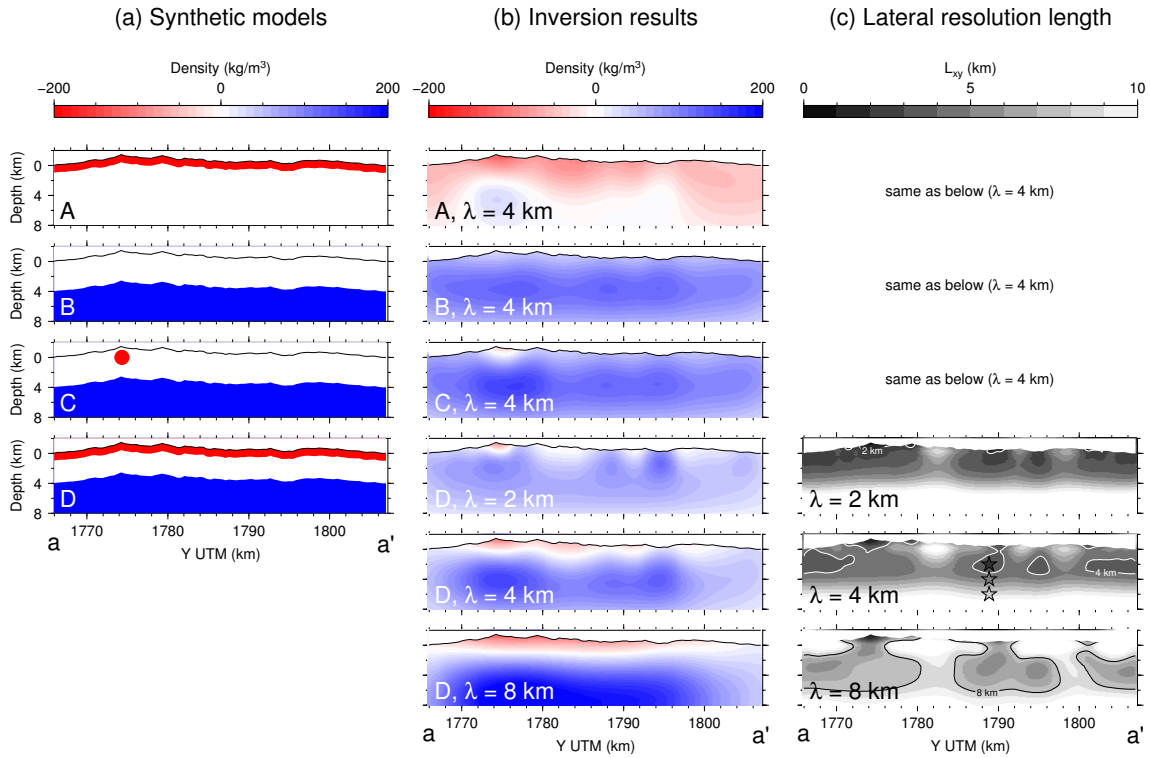 (a) Synthetic models
(b) Inversion results
(c) Lateral resolution length
Density (kg/m³)
−200 0 200
Density (kg/m³)
−200 0 200
Lxy (km)
0 5 10
Depth (km)
0
4
8
A
A, λ = 4 km
same as below (λ = 4 km)
Depth (km)
0
4
8
B
B, λ = 4 km
same as below (λ = 4 km)
Depth (km)
0
4
8
C
C, λ = 4 km
same as below (λ = 4 km)
Depth (km)
0
4
8
D
1770 1780 1790 1800
a Y UTM (km) a'
D, λ = 2 km
2 km
λ = 2 km
D, λ = 4 km
4 km
λ = 4 km
D, λ = 8 km
8 km
λ = 8 km
1770 1780 1790 1800
a Y UTM (km) a'
1770 1780 1790 1800
a Y UTM (km) a'